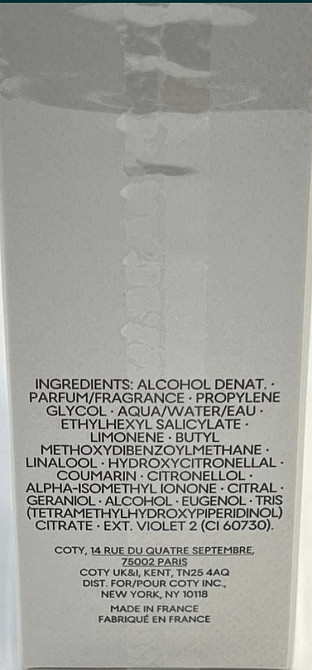 INGREDIENTS: ALCOHOL DENAT. ·
PARFUM/FRAGRANCE · PROPYLENE
GLYCOL · AQUA/WATER/EAU ·
ETHYLHEXYL SALICYLATE ·
LIMONENE · BUTYL
METHOXYDIBENZOYLMETHANE ·
LINALOOL · HYDROXYCITRONELLAL ·
COUMARIN · CITRONELLOL ·
ALPHA-ISOMETHYL IONONE · CITRAL ·
GERANIOL · ALCOHOL · EUGENOL · TRIS
(TETRAMETHYLHYDROXYPIPERIDINOL)
CITRATE · EXT. VIOLET 2 (CI 60730).
COTY, 14 RUE DU QUATRE SEPTEMBRE,
75002 PARIS
COTY UK&I, KENT, TN25 4AQ
DIST. FOR/POUR COTY INC.,
NEW YORK, NY 10118
MADE IN FRANCE
FABRIQUÉ EN FRANCE